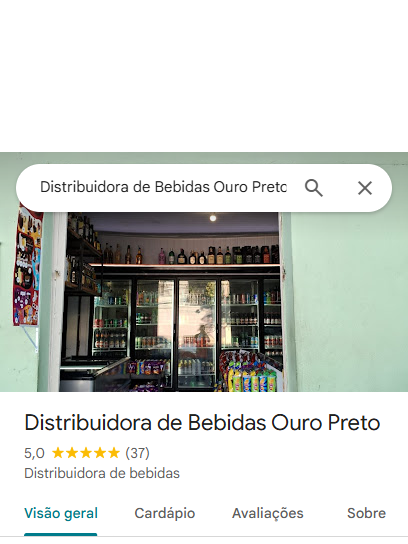 Distribuidora de Bebidas Ouro Preto
Distribuidora de Bebidas Ouro Preto
5,0 ★★★★★ (37)
Distribuidora de bebidas
Visão geral Cardápio Avaliações Sobre